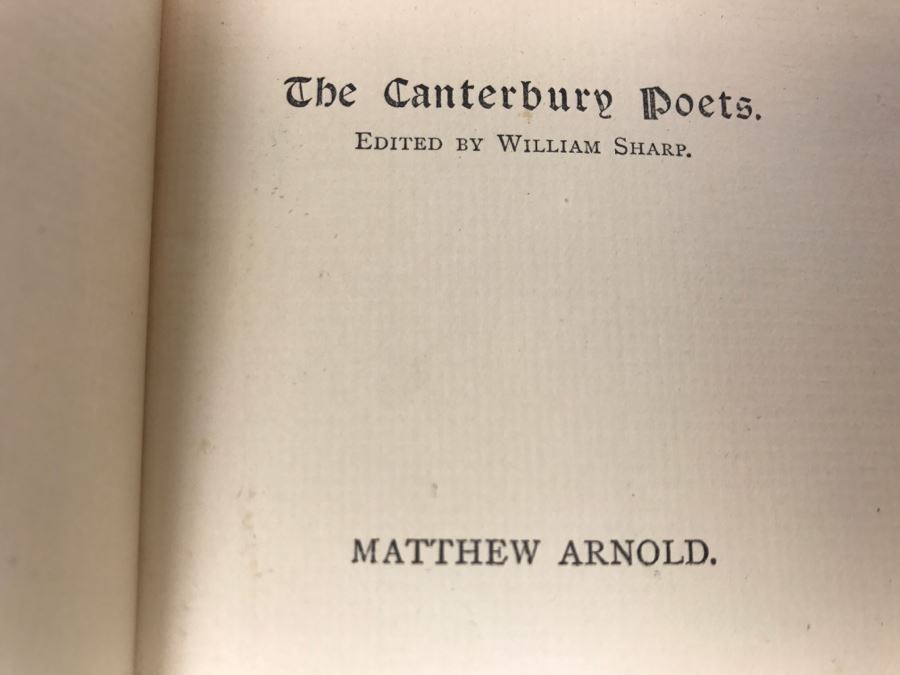 The Canterbury Poets.
Edited by William Sharp.
MATTHEW ARNOLD.